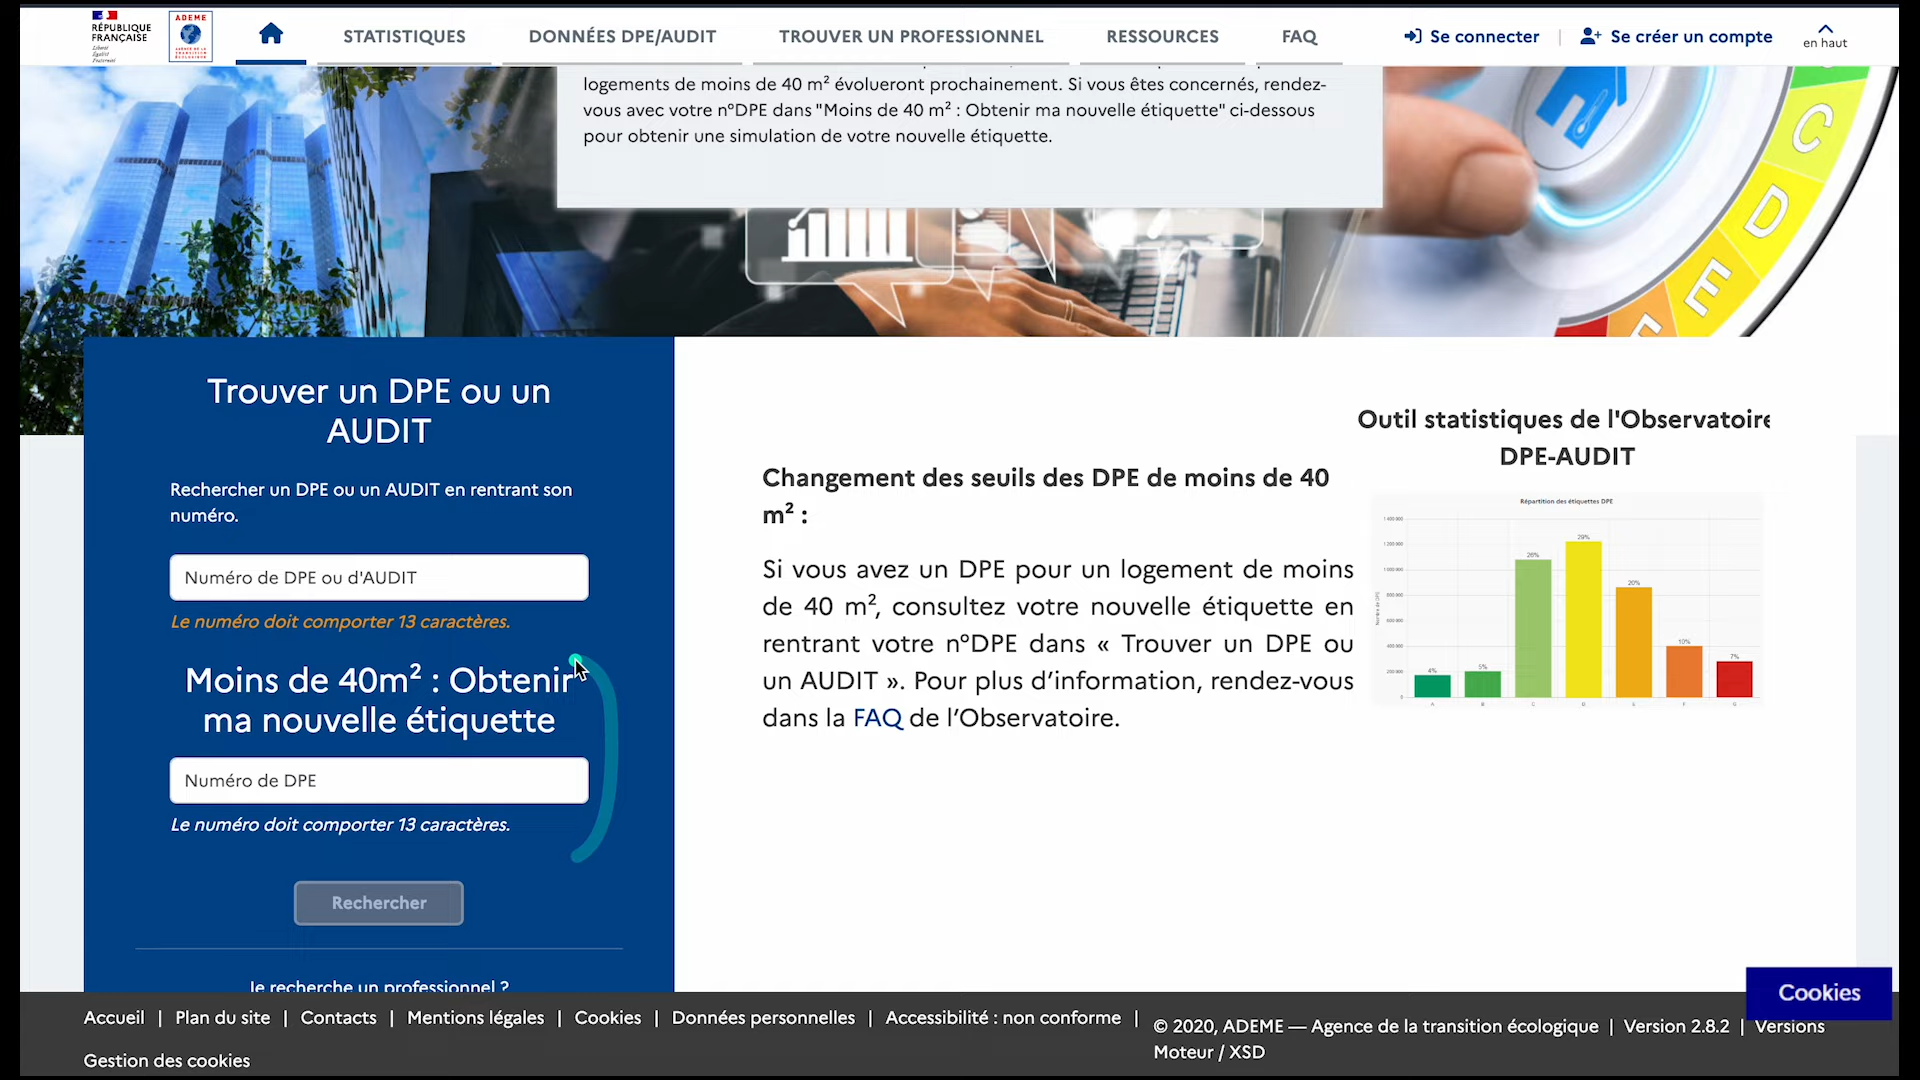 RÉPUBLIQUE
FRANÇAISE
Liberté
Égalité
Fraternité
ADEME
STATISTIQUES
DONNÉES DPE/AUDIT
TROUVER UN PROFESSIONNEL
RESSOURCES
FAQ
Se connecter
Se créer un compte
en haut
logements de moins de 40 m² évolueront prochainement. Si vous êtes concernés, rendez-
vous avec votre n°DPE dans "Moins de 40 m² : Obtenir ma nouvelle étiquette" ci-dessous
pour obtenir une simulation de votre nouvelle étiquette.
C
D
E
Trouver un DPE ou un
AUDIT
Rechercher un DPE ou un AUDIT en rentrant son
numéro.
Numéro de DPE ou d'AUDIT
Le numéro doit comporter 13 caractères.
Moins de 40m² : Obtenir
ma nouvelle étiquette
Numéro de DPE
Le numéro doit comporter 13 caractères.
Rechercher
Je recherche un professionnel ?
Changement des seuils des DPE de moins de 40
m² :
Si vous avez un DPE pour un logement de moins
de 40 m², consultez votre nouvelle étiquette en
rentrant votre n°DPE dans « Trouver un DPE ou
un AUDIT ». Pour plus d’information, rendez-vous
dans la FAQ de l’Observatoire.
Outil statistiques de l'Observatoire
DPE-AUDIT
Répartition des étiquettes DPE
4%
5%
26%
29%
20%
10%
7%
Cookies
Accueil | Plan du site | Contacts | Mentions légales | Cookies | Données personnelles | Accessibilité : non conforme |
Gestion des cookies
© 2020, ADEME — Agence de la transition écologique | Version 2.8.2 | Versions
Moteur / XSD